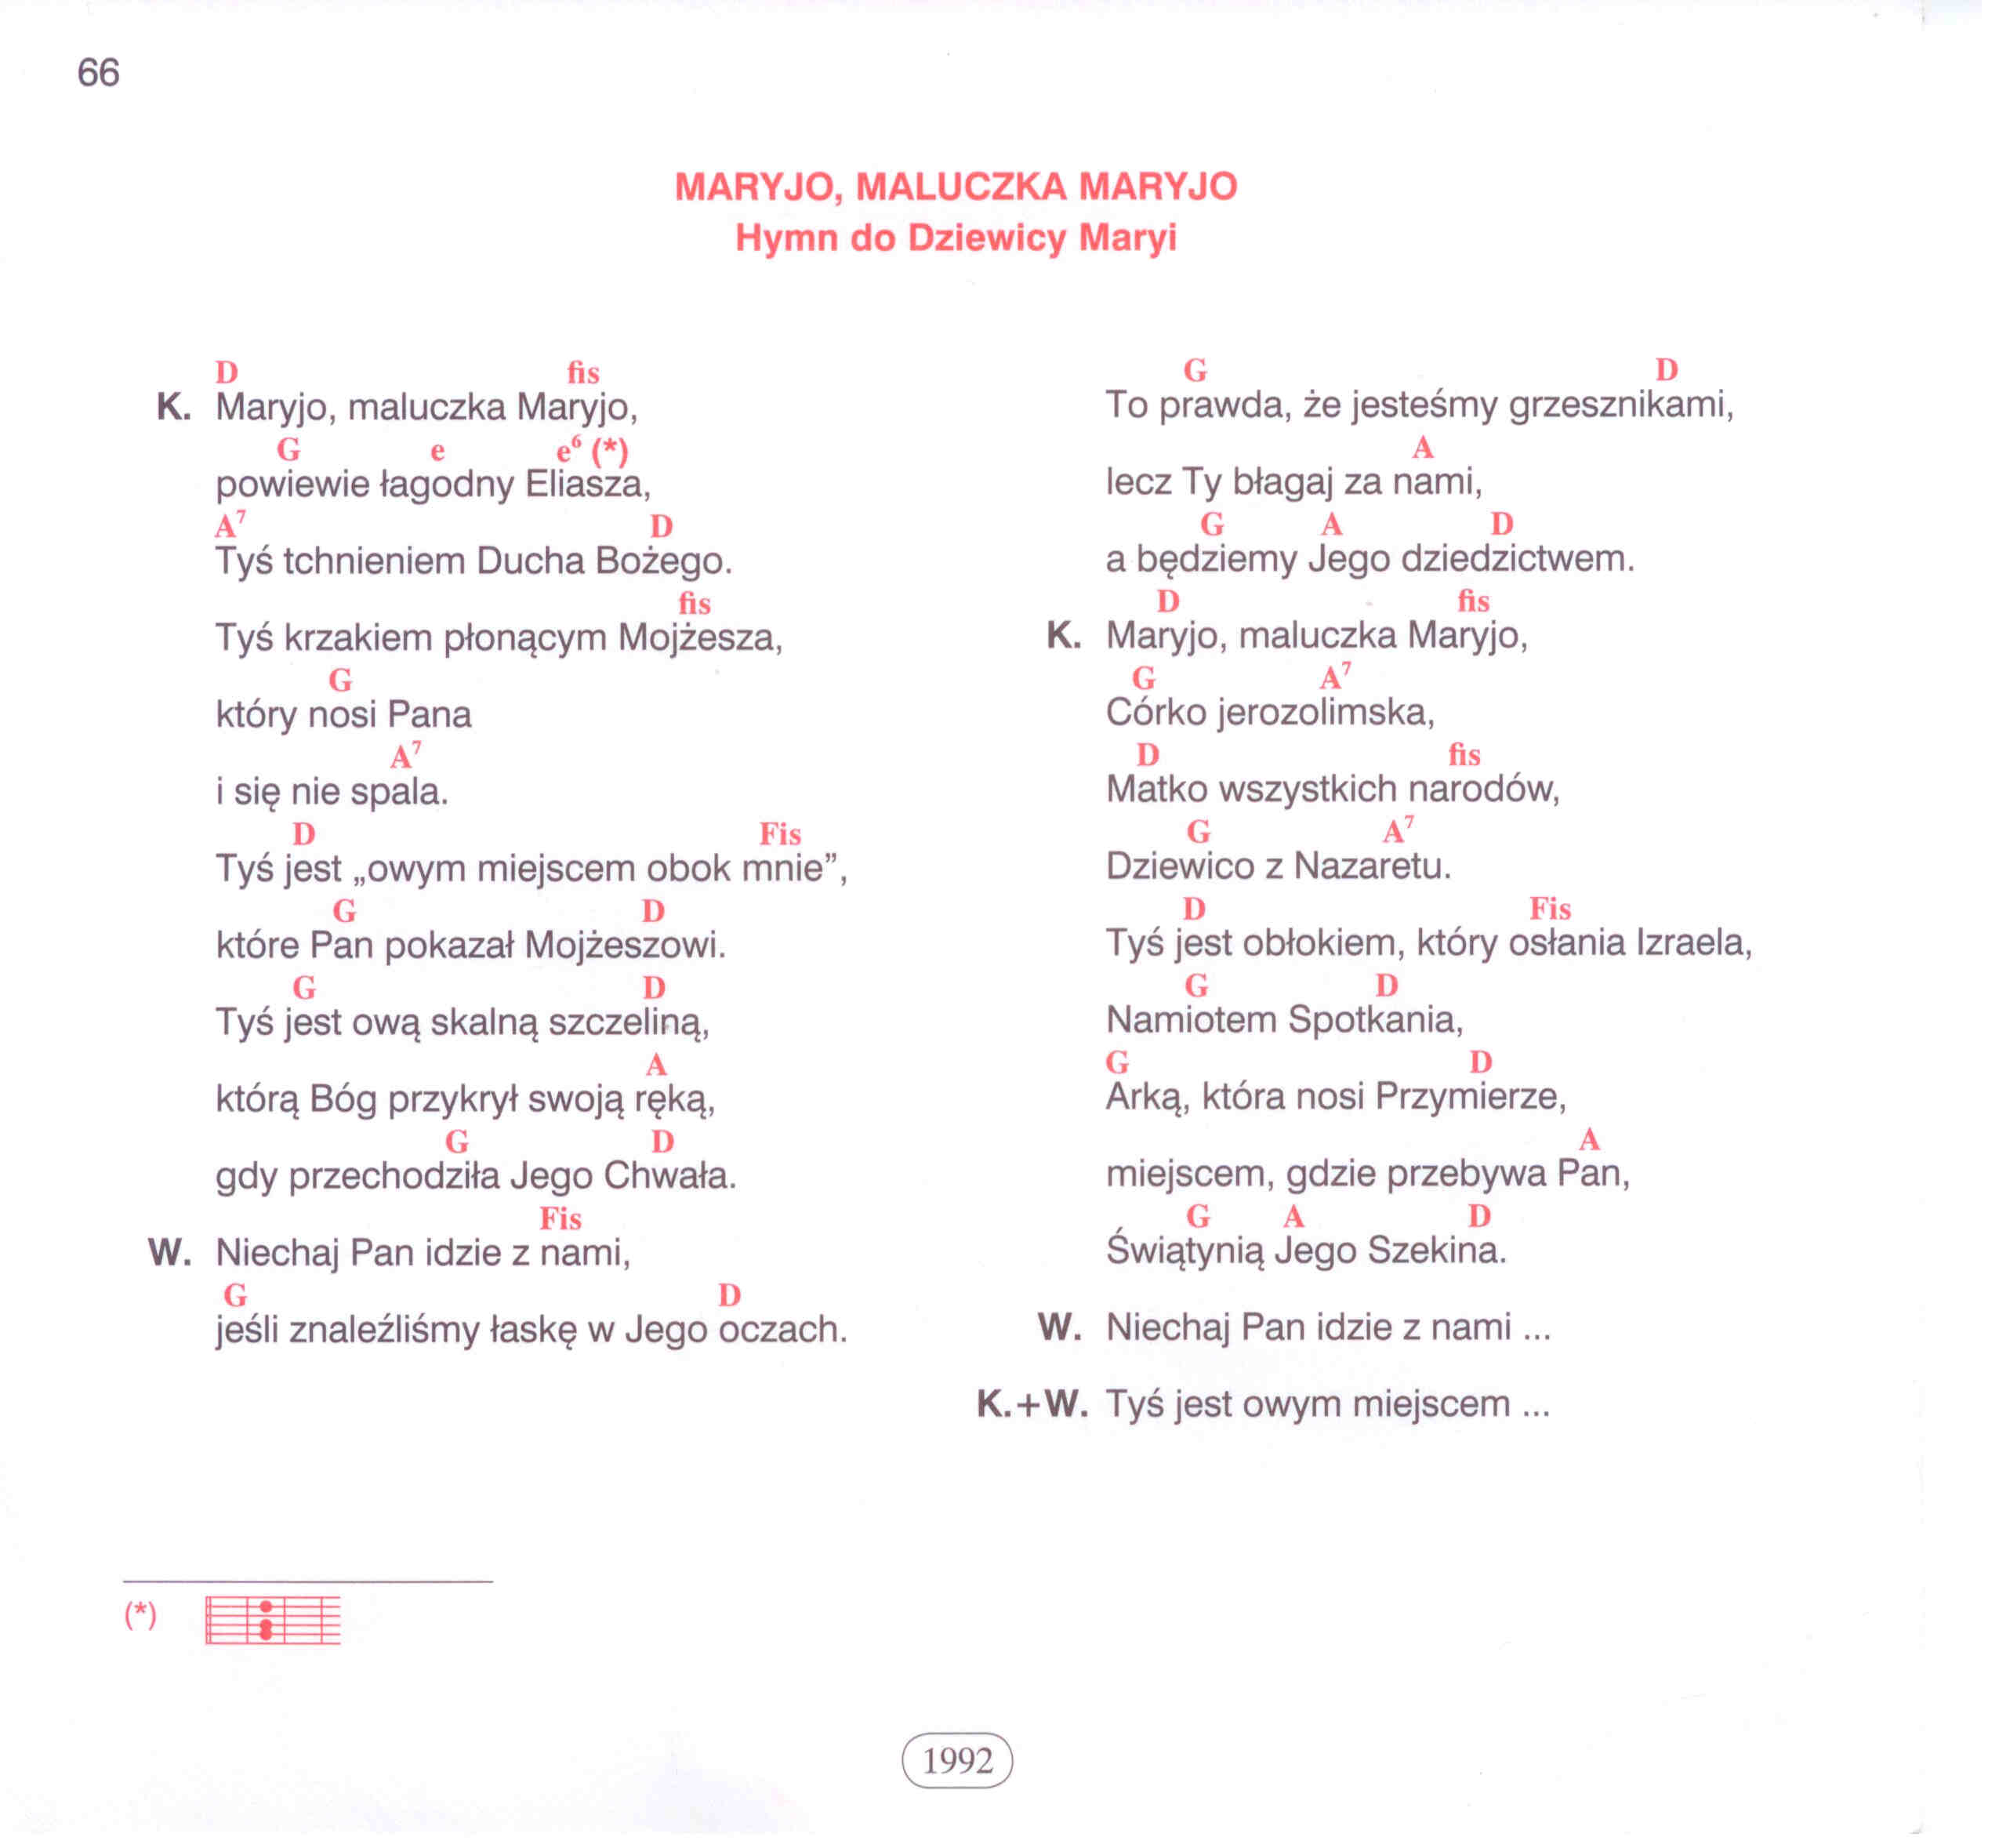 66
MARYJO, MALUCZKA MARYJO
Hymn do Dziewicy Maryi
D fis
K. Maryjo, maluczka Maryjo,
G e e⁶ (*)
powiewie łagodny Eliasza,
A⁷ D
Tyś tchnieniem Ducha Bożego.
fis
Tyś krzakiem płonącym Mojżesza,
G
który nosi Pana
A⁷
i się nie spala.
D Fis
Tyś jest „owym miejscem obok mnie”,
G D
które Pan pokazał Mojżeszowi.
G D
Tyś jest ową skalną szczeliną,
A
którą Bóg przykrył swoją ręką,
G D
gdy przechodziła Jego Chwała.
Fis
W. Niechaj Pan idzie z nami,
G D
jeśli znaleźliśmy łaskę w Jego oczach.
G D
To prawda, że jesteśmy grzesznikami,
A
lecz Ty błagaj za nami,
G A D
a będziemy Jego dziedzictwem.
D fis
K. Maryjo, maluczka Maryjo,
G A⁷
Córko jerozolimska,
D fis
Matko wszystkich narodów,
G A⁷
Dziewico z Nazaretu.
D Fis
Tyś jest obłokiem, który osłania Izraela,
G D
Namiotem Spotkania,
G D
Arką, która nosi Przymierze,
A
miejscem, gdzie przebywa Pan,
G A D
Świątynią Jego Szekina.
W. Niechaj Pan idzie z nami ...
K.+W. Tyś jest owym miejscem ...
(*)
1992